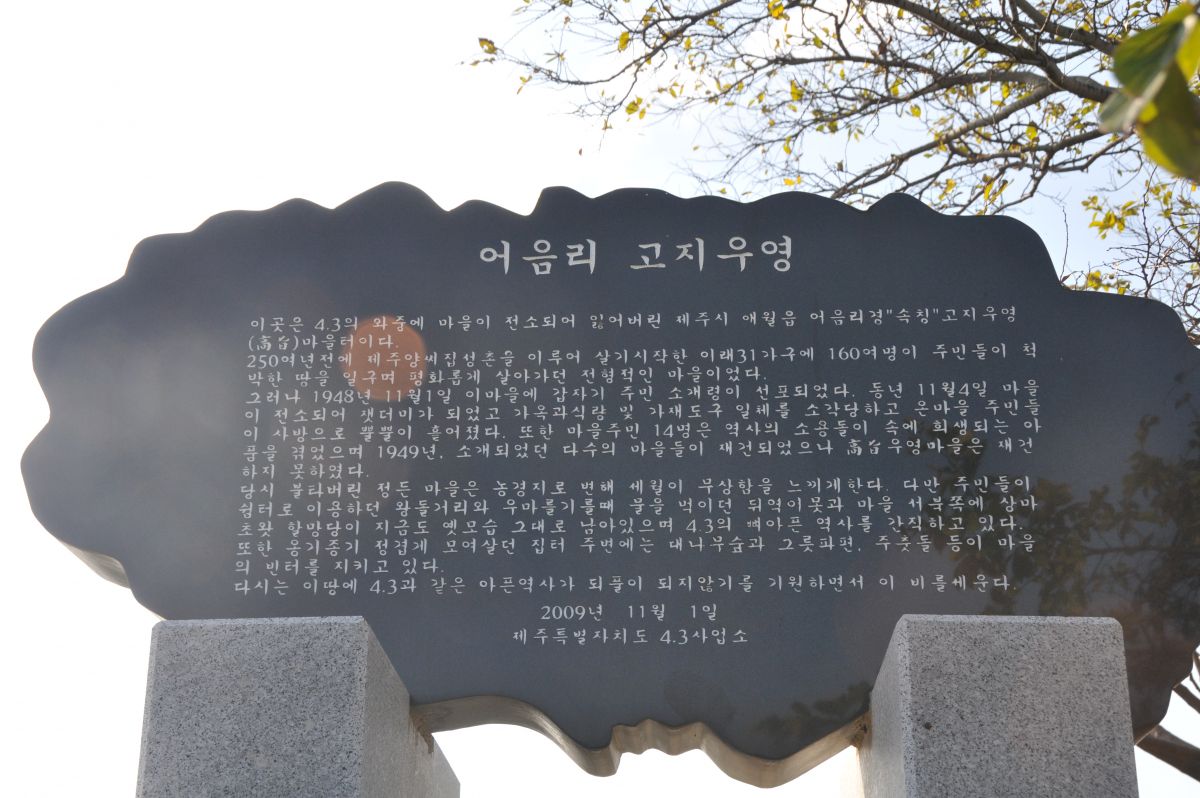 어음리 고지우영
이곳은 4.3의 와중에 마을이 전소되어 잃어버린 제주시 애월읍 어음리경"속칭"고지우영
(高旨)마을터이다.
250여년전에 제주양씨집성촌을 이루어 살기시작한 이래31가구에 160여명이 주민들이 척
박한 땅을 일구며 평화롭게 살아가던 전형적인 마을이었다.
그러나 1948년 11월1일 이마을에 갑자기 주민 소개령이 선포되었다. 동년 11월4일 마을
이 전소되어 잿더미가 되었고 가옥과식량 및 가재도구 일체를 소각당하고 온마을 주민들
이 사방으로 뿔뿔이 흩어졌다. 또한 마을주민 14명은 역사의 소용돌이 속에 희생되는 아
픔을 겪었으며 1949년, 소개되었던 다수의 마을들이 재건되었으나 高旨우영마을은 재건
하지 못하였다.
당시 불타버린 정든 마을은 농경지로 변해 세월이 무상함을 느끼게한다. 다만 주민들이
쉼터로 이용하던 왕돌거리와 우마를기를때 물을 먹이던 뒤역이못과 마을 서북쪽에 상마
초왓 할망당이 지금도 옛모습 그대로 남아있으며 4.3의 뼈아픈 역사를 간직하고 있다.
또한 옹기종기 정겹게 모여살던 집터 주면에는 대나무숲과 그릇파편, 주춧돌 등이 마을
의 빈터를 지키고 있다.
다시는 이땅에 4.3과 같은 아픈역사가 되풀이 되지않기를 기원하면서 이 비를세운다.
2009년 11월 1일
제주특별자치도 4.3사업소